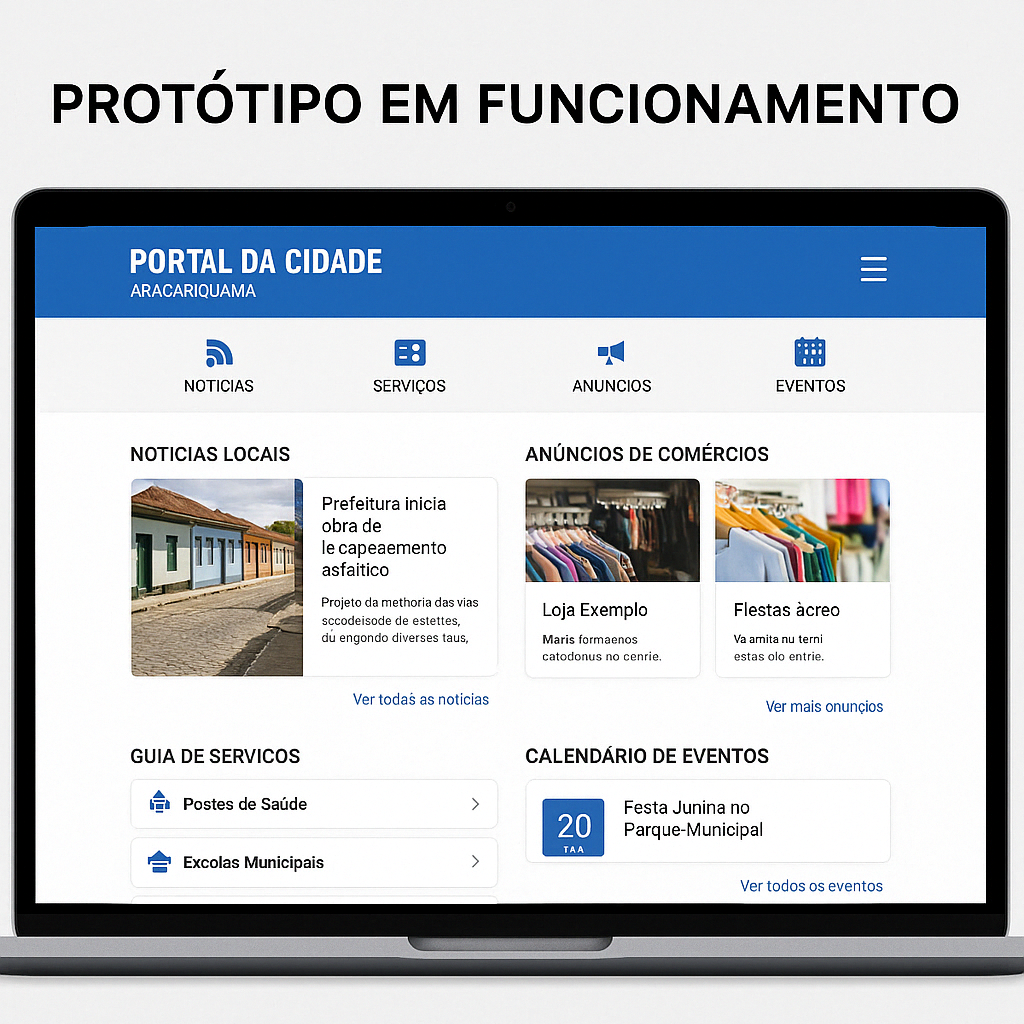 PROTÓTIPO EM FUNCIONAMENTO
PORTAL DA CIDADE
ARACARIQUAMA
NOTICIAS
SERVIÇOS
ANUNCIOS
EVENTOS
NOTICIAS LOCAIS
Prefeitura inicia
obra de
le capeaemento
asfaitico
Projeto da methoria das vias
sccodeisode de estettes,
du engondo diverses taus,
Ver todas as noticias
ANÚNCIOS DE COMÉRCIOS
Loja Exemplo
Maris formaenos
catodonus no cenrie.
Flestas àcreo
Va amita nu terni
estas olo entrie.
Ver mais onunçios
GUIA DE SERVICOS
Postes de Saúde
Excolas Municipais
CALENDÁRIO DE EVENTOS
20
TAA
Festa Junina no
Parque-Municipal
Ver todos os eventos